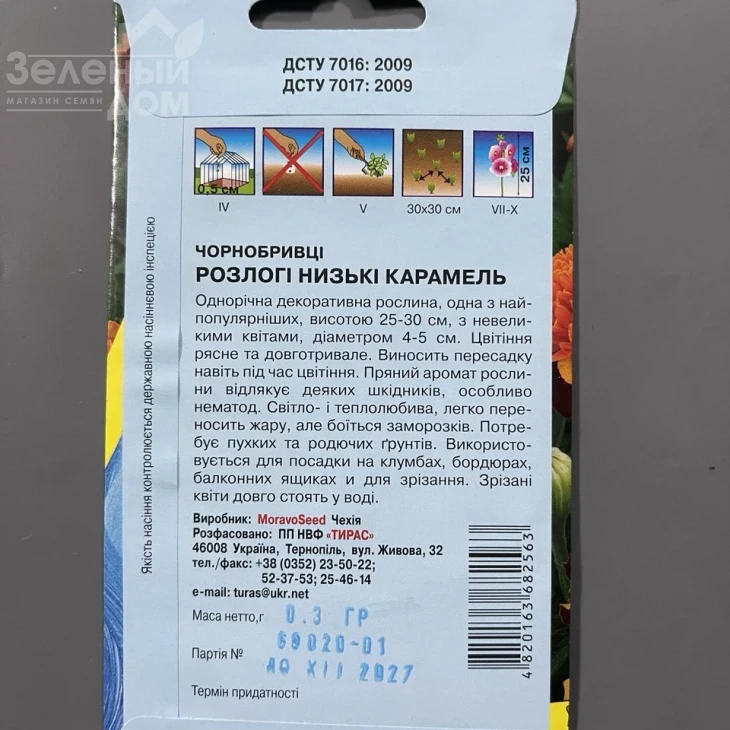 Зеленый
МАГАЗИН СЕМЯН
ДОМ
ДСТУ 7016: 2009
ДСТУ 7017: 2009
0,5 см
25 см
IV
V
30x30 см
VII-X
ЧОРНОБРИВЦІ
РОЗЛОГІ НИЗЬКІ КАРАМЕЛЬ
Однорічна декоративна рослина, одна з най-
популярніших, висотою 25-30 см, з невели-
кими квітами, діаметром 4-5 см. Цвітіння
рясне та довготривале. Виносить пересадку
навіть під час цвітіння. Пряний аромат росли-
ни відлякує деяких шкідників, особливо
нематод. Світло- і теплолюбива, легко пере-
носить жару, але боїться заморозків. Потре-
бує пухких та родючих ґрунтів. Використо-
вується для посадки на клумбах, бордюрах,
балконних ящиках и для зрізання. Зрізані
квіти довго стоять у воді.
Виробник: MoravoSeed Чехія
Розфасовано: ПП НВФ «ТИРАС»
46008 Україна, Тернопіль, вул. Живова, 32
тел./факс: +38 (0352) 23-50-22;
52-37-53; 25-46-14
e-mail: turas@ukr.net
Маса нетто,г 0.3 ГР
Партія № 69020-01
ДО XII 2027
Термін придатності
4820163682563
Якість насіння контролюється державною насіннєвою інспекцією